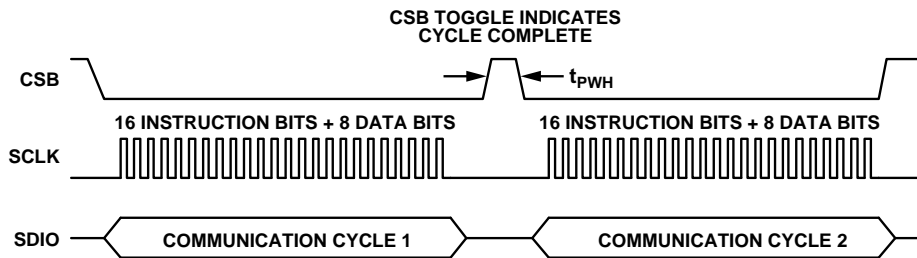 CSB TOGGLE INDICATES
CYCLE COMPLETE
CSB
tPWH
16 INSTRUCTION BITS + 8 DATA BITS
16 INSTRUCTION BITS + 8 DATA BITS
SCLK
SDIO
COMMUNICATION CYCLE 1
COMMUNICATION CYCLE 2